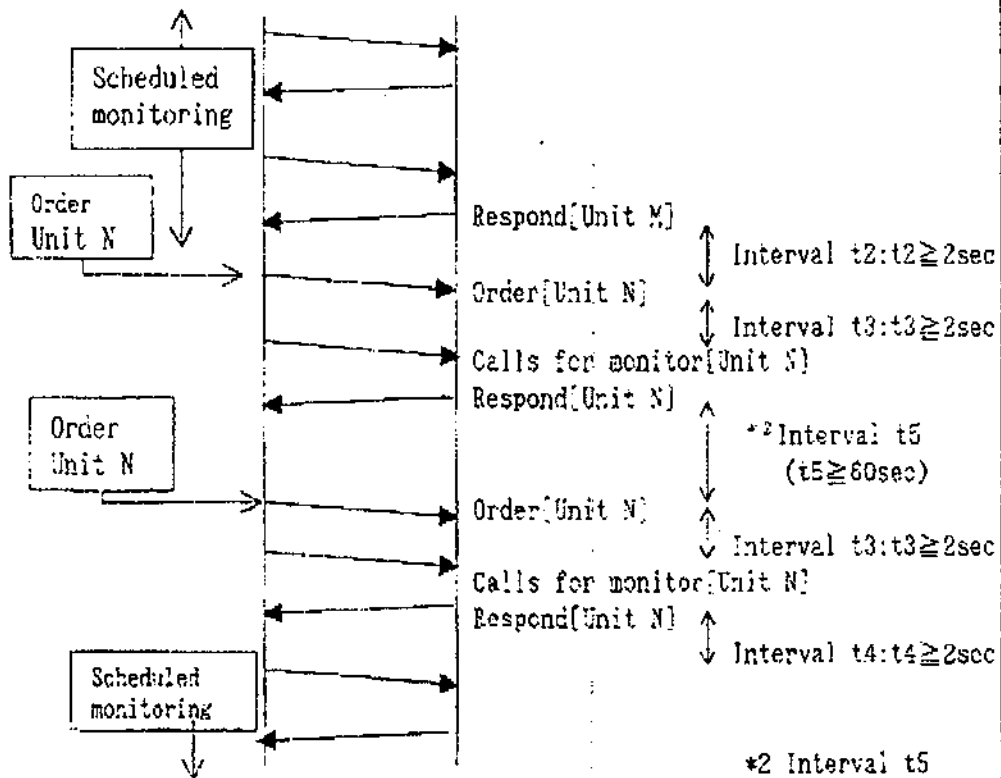 Scheduled
monitoring
Order
Unit N
Respond[Unit M]
Interval t2:t2≧2sec
Order[Unit N]
Interval t3:t3≧2sec
Calls for monitor[Unit N]
Respond[Unit N]
Order
Unit N
*2 Interval t5
(t5≧60sec)
Order[Unit N]
Interval t3:t3≧2sec
Calls for monitor[Unit N]
Respond[Unit N]
Interval t4:t4≧2sec
Scheduled
monitoring
*2 Interval t5